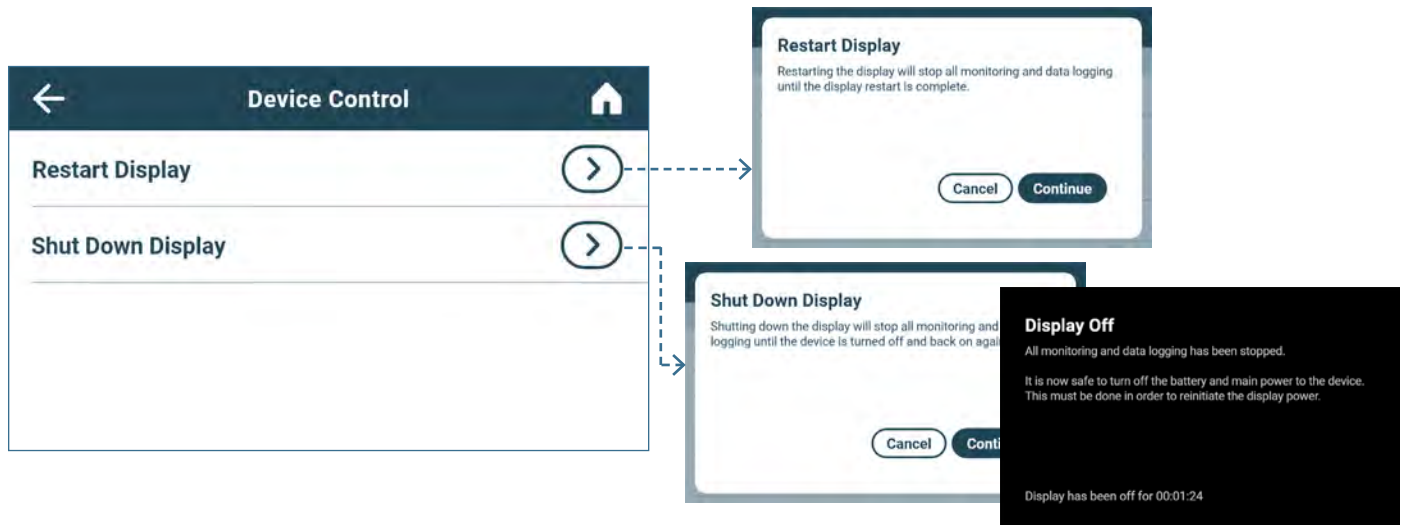 Device Control
Restart Display
Shut Down Display
Restart Display
Restarting the display will stop all monitoring and data logging
until the display restart is complete.
Cancel
Continue
Shut Down Display
Shutting down the display will stop all monitoring and
logging until the device is turned off and back on agai
Cancel
Conti
Display Off
All monitoring and data logging has been stopped.
It is now safe to turn off the battery and main power to the device.
This must be done in order to reinitiate the display power.
Display has been off for 00:01:24